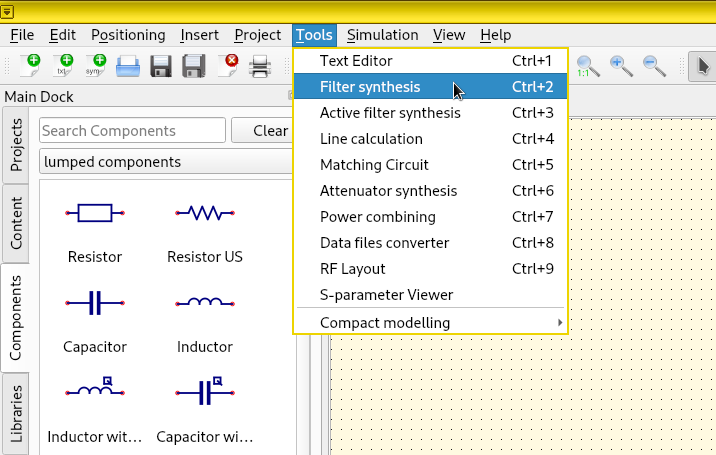 File Edit Positioning Insert Project Tools Simulation View Help
txt sym 1:1
Main Dock
Projects
Content
Components
Libraries
Search Components Clear
lumped components
Resistor Resistor US
Capacitor Inductor
Inductor wit... Capacitor wi...
Text Editor Ctrl+1
Filter synthesis Ctrl+2
Active filter synthesis Ctrl+3
Line calculation Ctrl+4
Matching Circuit Ctrl+5
Attenuator synthesis Ctrl+6
Power combining Ctrl+7
Data files converter Ctrl+8
RF Layout Ctrl+9
S-parameter Viewer
Compact modelling